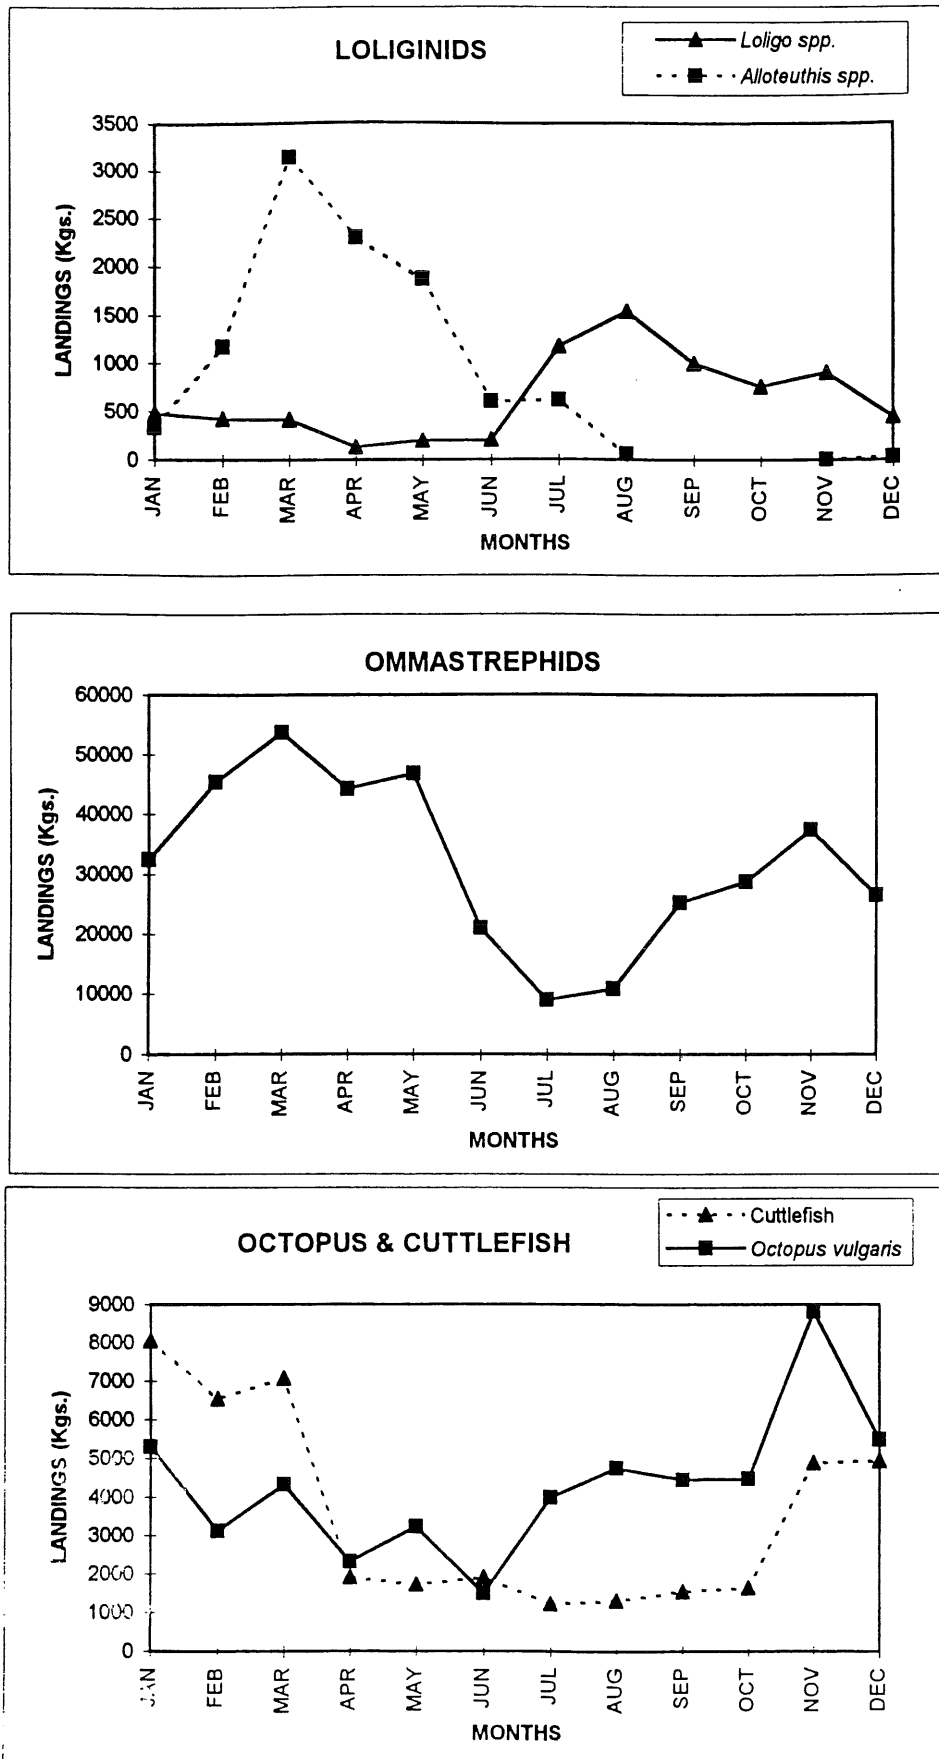 LOLIGINIDS
Loligo spp.
Alloteuthis spp.
3500
3000
2500
2000
1500
1000
500
0
LANDINGS (Kgs.)
JAN FEB MAR APR MAY JUN JUL AUG SEP OCT NOV DEC
MONTHS
OMMASTREPHIDS
60000
50000
40000
30000
20000
10000
0
LANDINGS (Kgs.)
JAN FEB MAR APR MAY JUN JUL AUG SEP OCT NOV DEC
MONTHS
Cuttlefish
Octopus vulgaris
OCTOPUS & CUTTLEFISH
9000
8000
7000
6000
5000
4000
3000
2000
1000
0
LANDINGS (Kgs.)
JAN FEB MAR APR MAY JUN JUL AUG SEP OCT NOV DEC
MONTHS